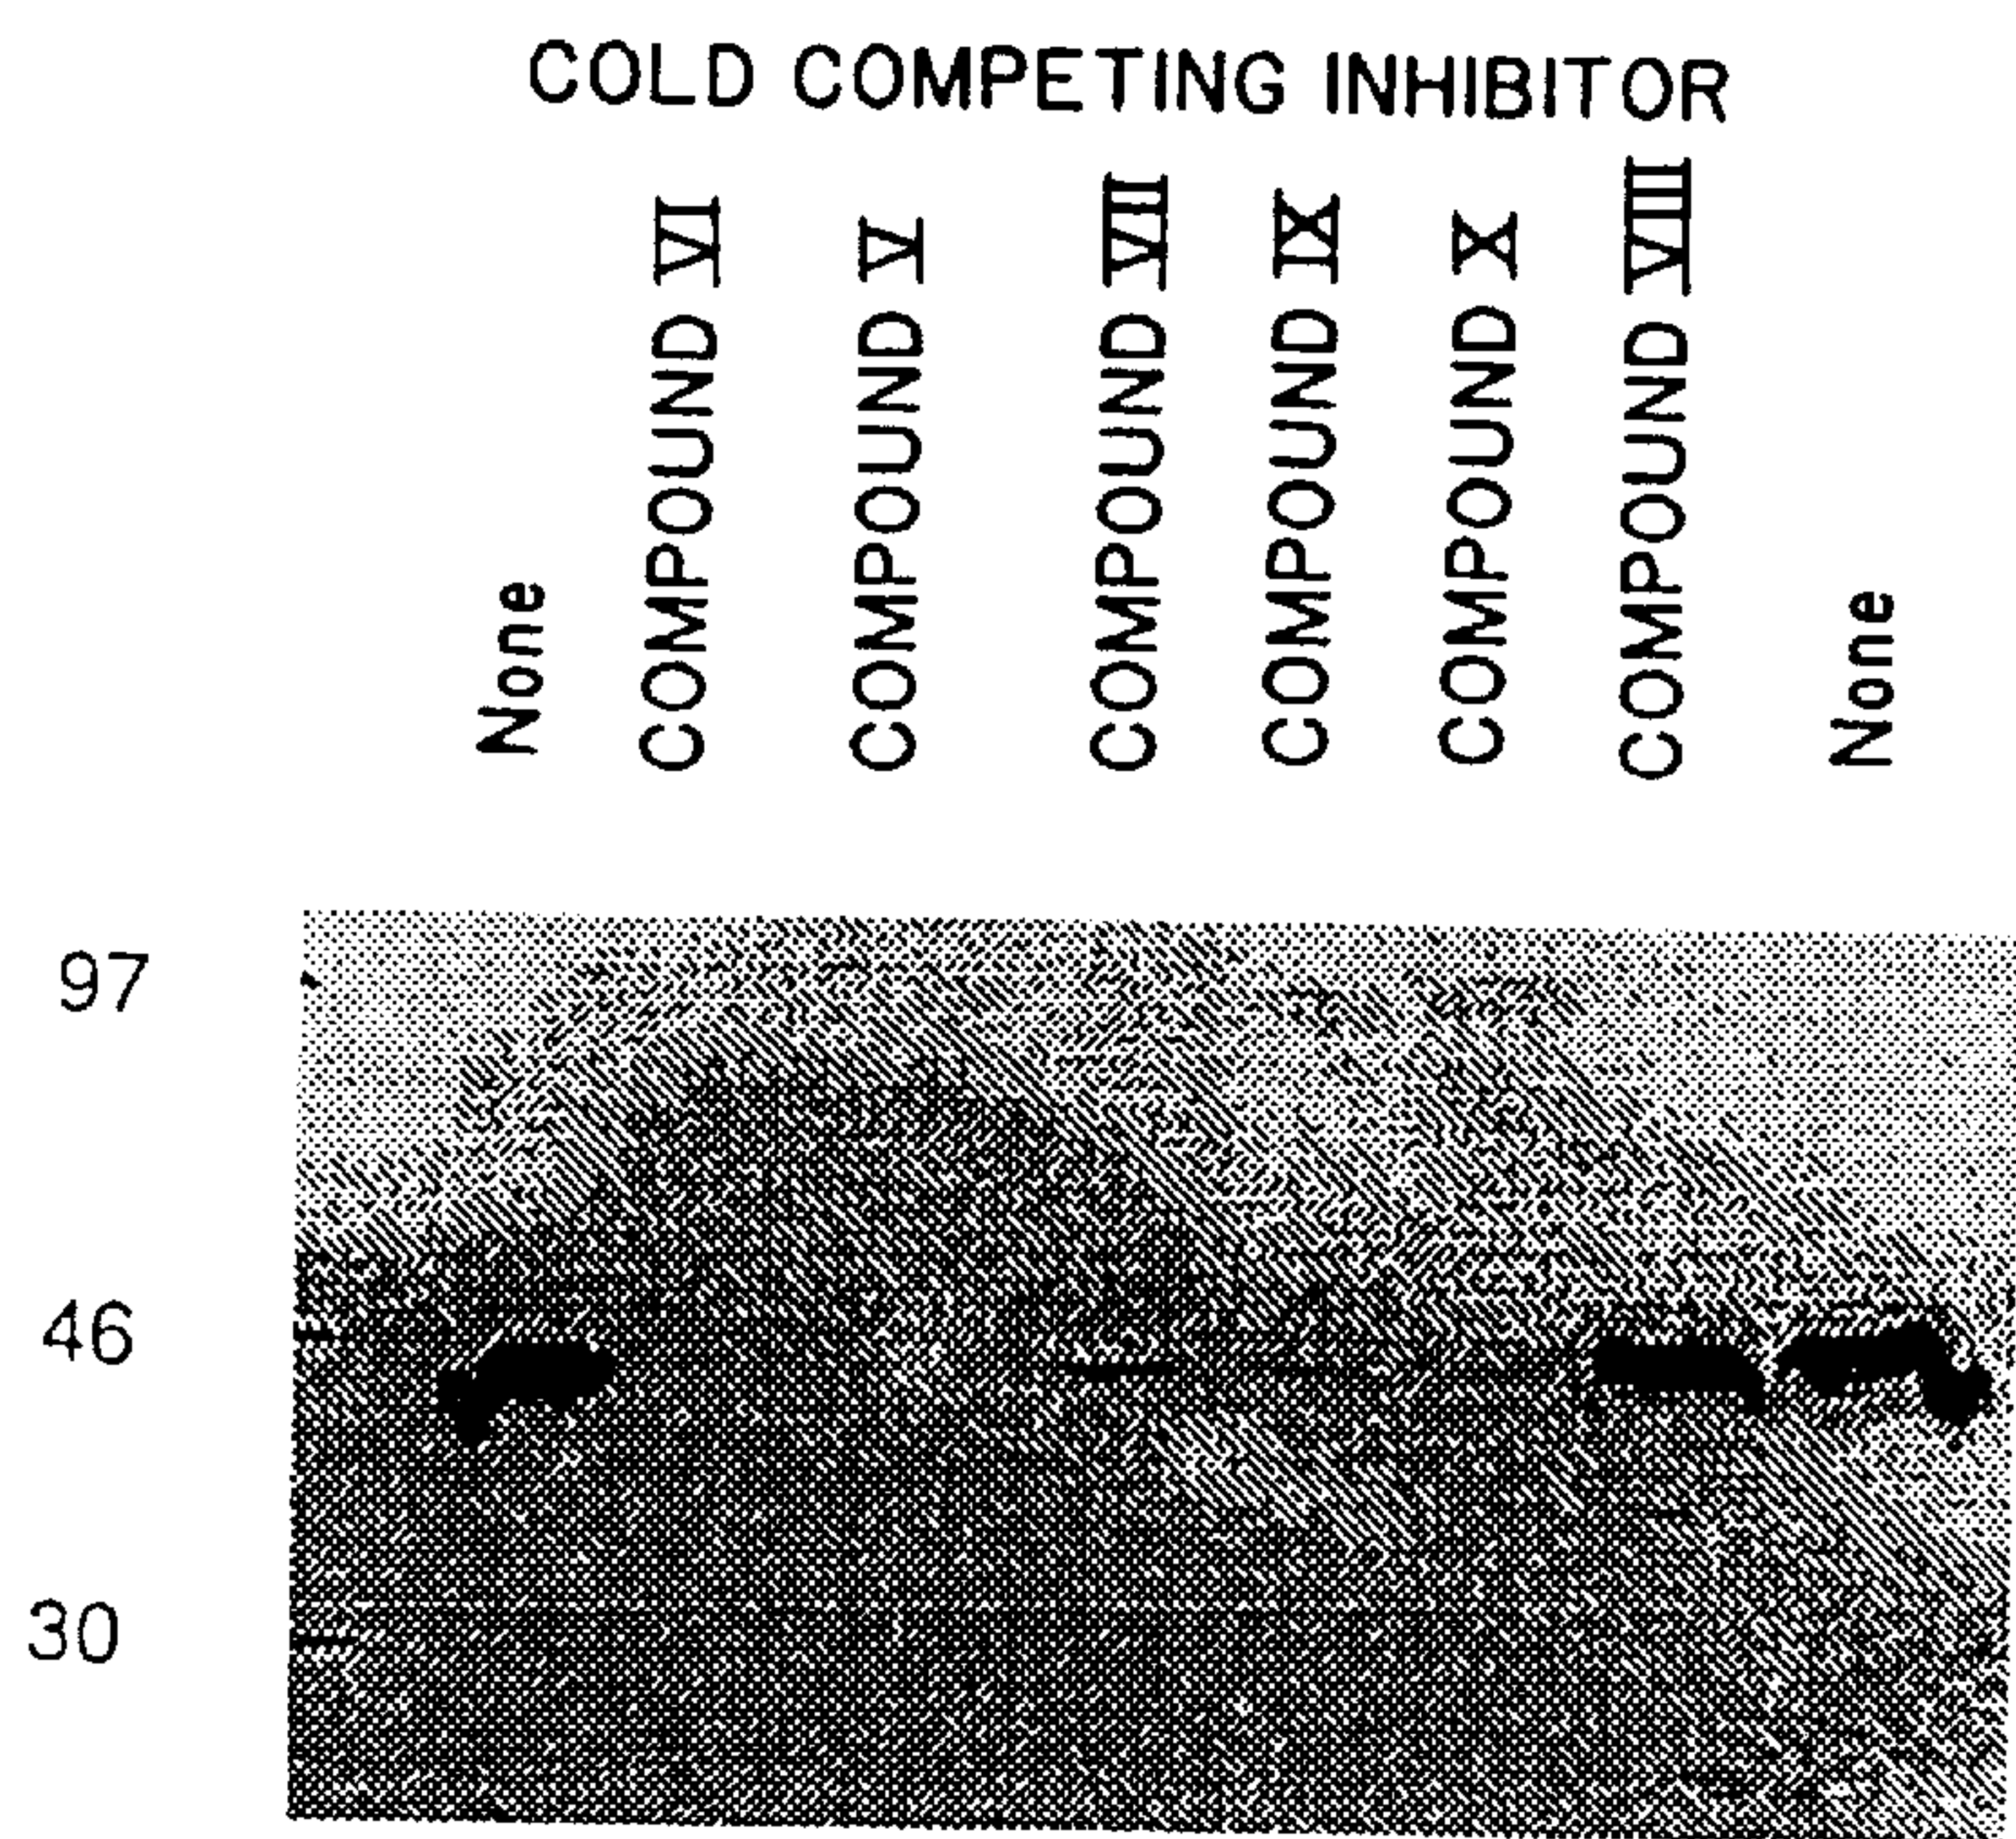 COLD COMPETING INHIBITOR
None
COMPOUND VI
COMPOUND V
COMPOUND VII
COMPOUND IX
COMPOUND X
COMPOUND VIII
None
97
46
30